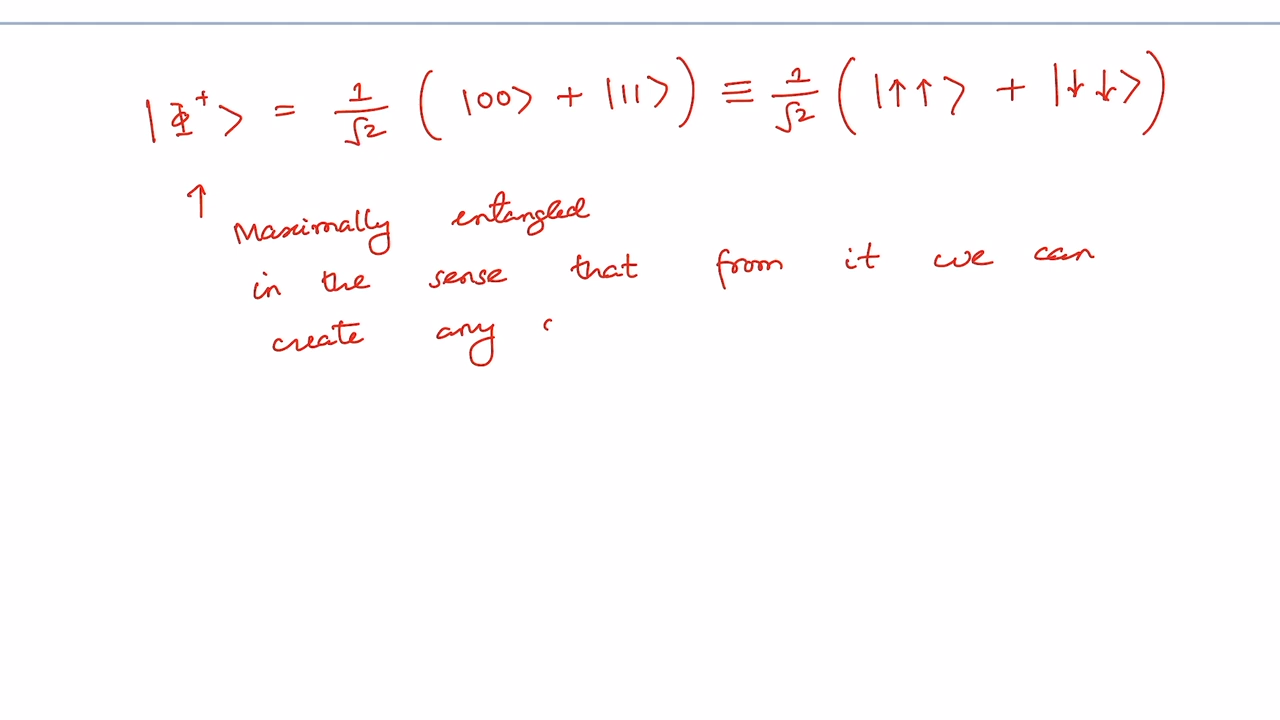 |Φ⁺⟩ = 1/√2 (|00⟩ + |11⟩) ≡ 1/√2 (|↑↑⟩ + |↓↓⟩)
↑
Maximally entangled
in the sense that from it we can
create any